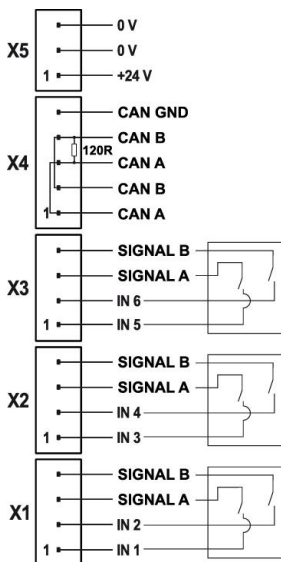 0 V
X5
0 V
1
+24 V
CAN GND
CAN B
X4
120R
CAN A
CAN B
1
CAN A
SIGNAL B
SIGNAL A
X3
IN 6
1
IN 5
SIGNAL B
SIGNAL A
X2
IN 4
1
IN 3
SIGNAL B
SIGNAL A
X1
IN 2
1
IN 1